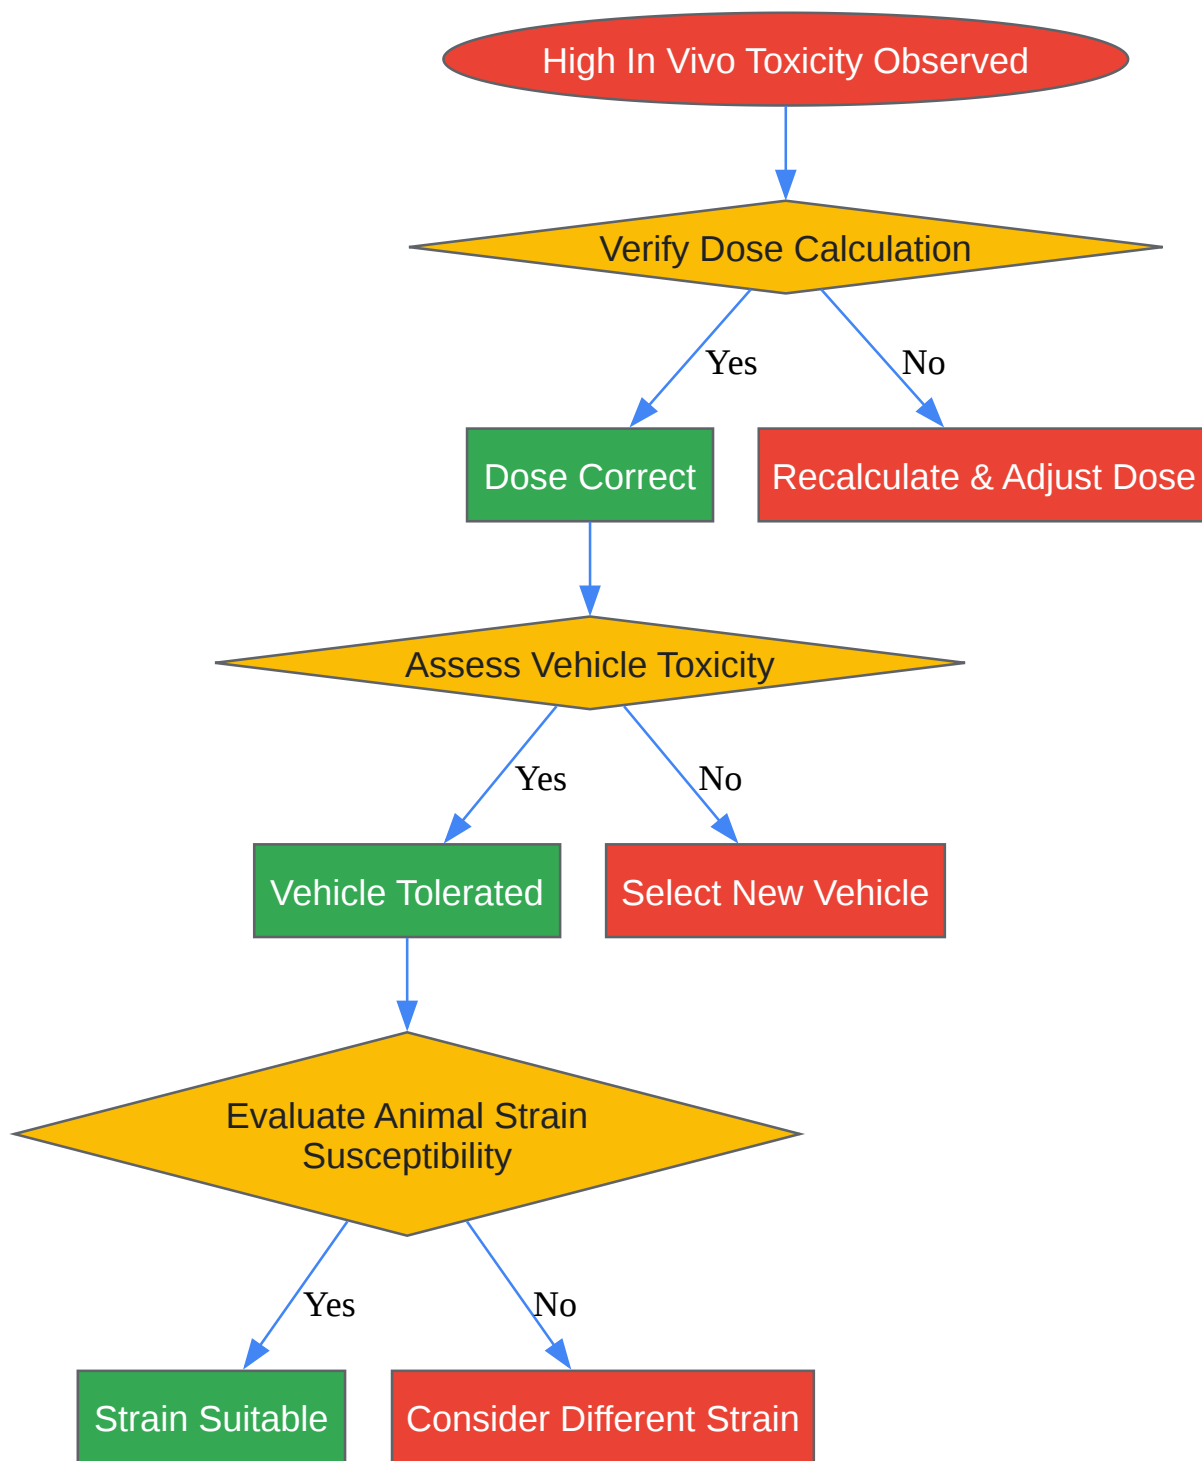 High In Vivo Toxicity Observed
Verify Dose Calculation
Yes
No
Dose Correct
Recalculate & Adjust Dose
Assess Vehicle Toxicity
Yes
No
Vehicle Tolerated
Select New Vehicle
Evaluate Animal Strain
Susceptibility
Yes
No
Strain Suitable
Consider Different Strain